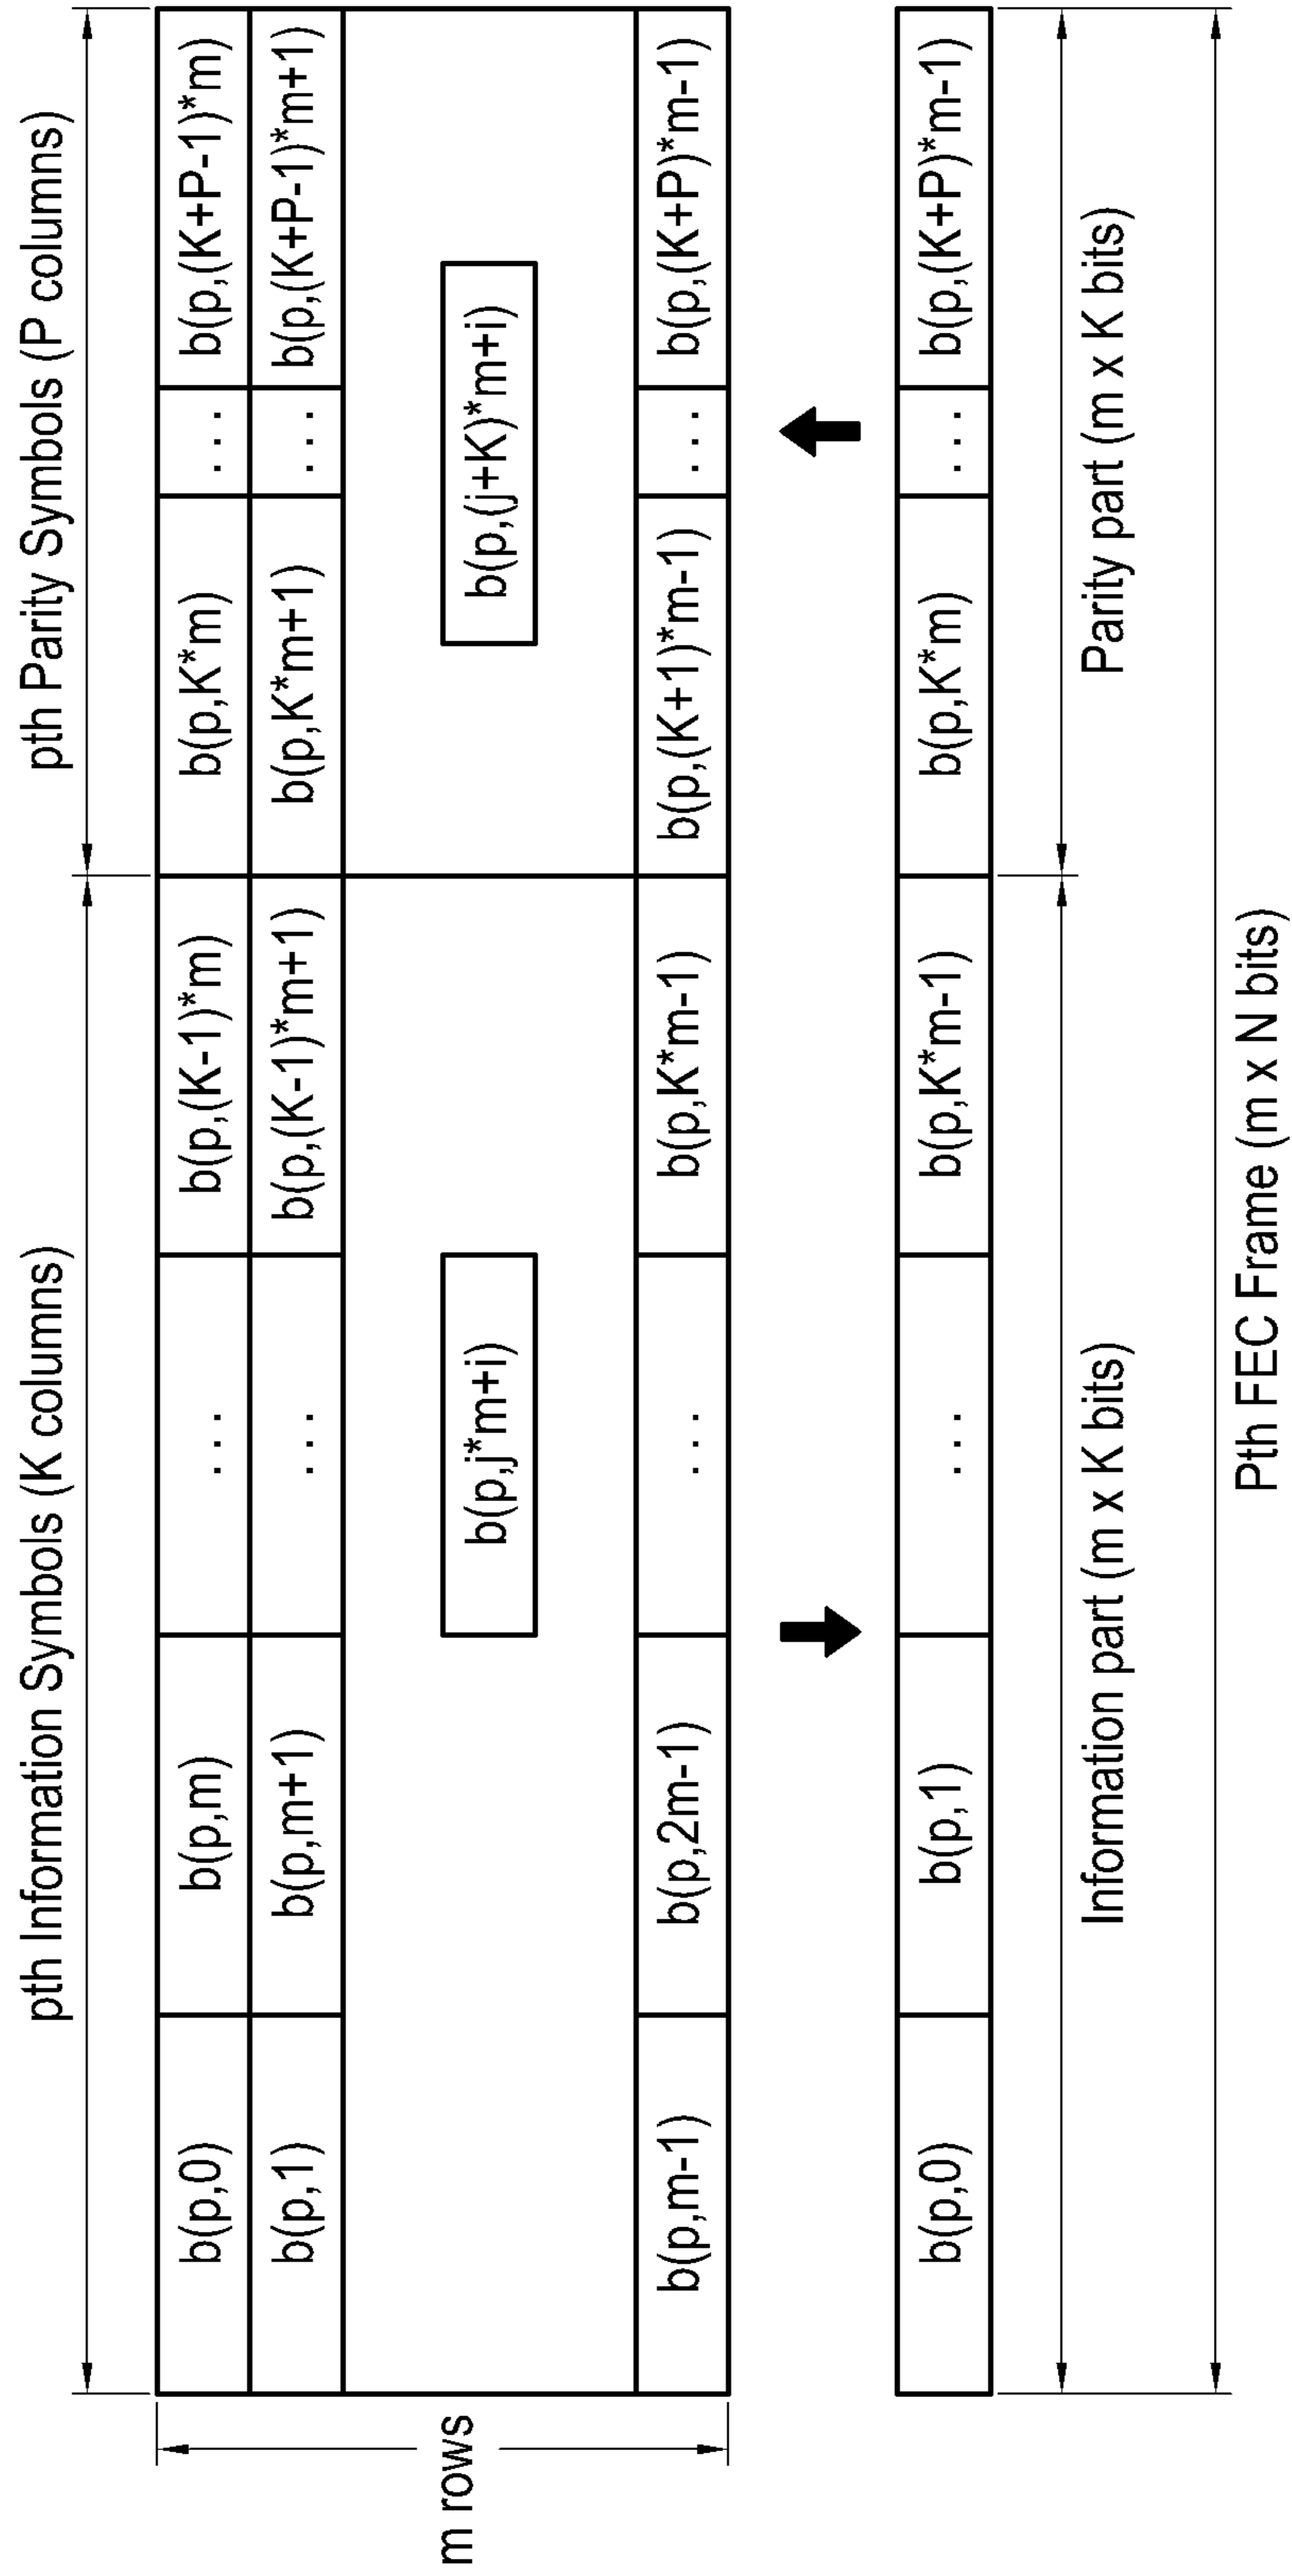 pth Information Symbols (K columns) pth Parity Symbols (P columns)
b(p,0) b(p,m) ... b(p,(K-1)*m) b(p,K*m) ... b(p,(K+P-1)*m)
b(p,1) b(p,m+1) ... b(p,(K-1)*m+1) b(p,K*m+1) ... b(p,(K+P-1)*m+1)
m rows b(p,j*m+i) b(p,(j+K)*m+i)
b(p,m-1) b(p,2m-1) ... b(p,K*m-1) b(p,(K+1)*m-1) ... b(p,(K+P)*m-1)
b(p,0) b(p,1) ... b(p,K*m-1) b(p,K*m) ... b(p,(K+P)*m-1)
Information part (m x K bits) Parity part (m x K bits)
Pth FEC Frame (m x N bits)